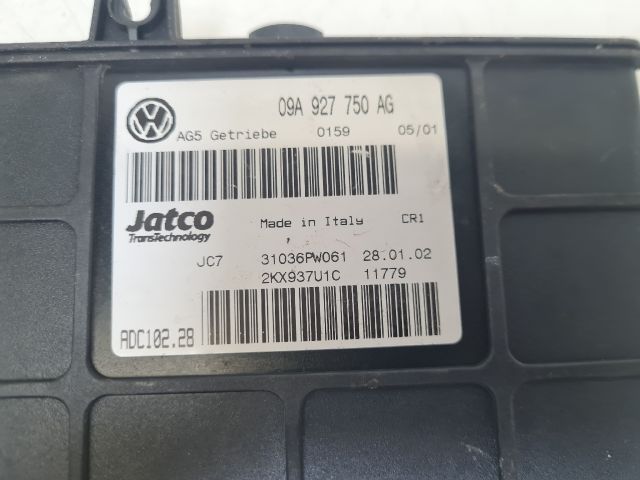 09A 927 750 AG
AG5 Getriebe 0159 05/01
Jatco
TransTechnology
Made in Italy CR1
JC7 31036PW061 28.01.02
2KX937U1C 11779
ADC102.28